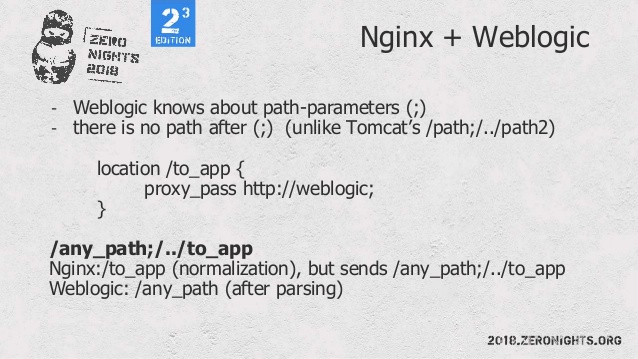 ZERO
NIGHTS
2018
2³
EDITION
Nginx + Weblogic
- Weblogic knows about path-parameters (;)
- there is no path after (;) (unlike Tomcat's /path;/../path2)
location /to_app {
proxy_pass http://weblogic;
}
/any_path;/../to_app
Nginx:/to_app (normalization), but sends /any_path;/../to_app
Weblogic: /any_path (after parsing)
2018.ZERONIGHTS.ORG